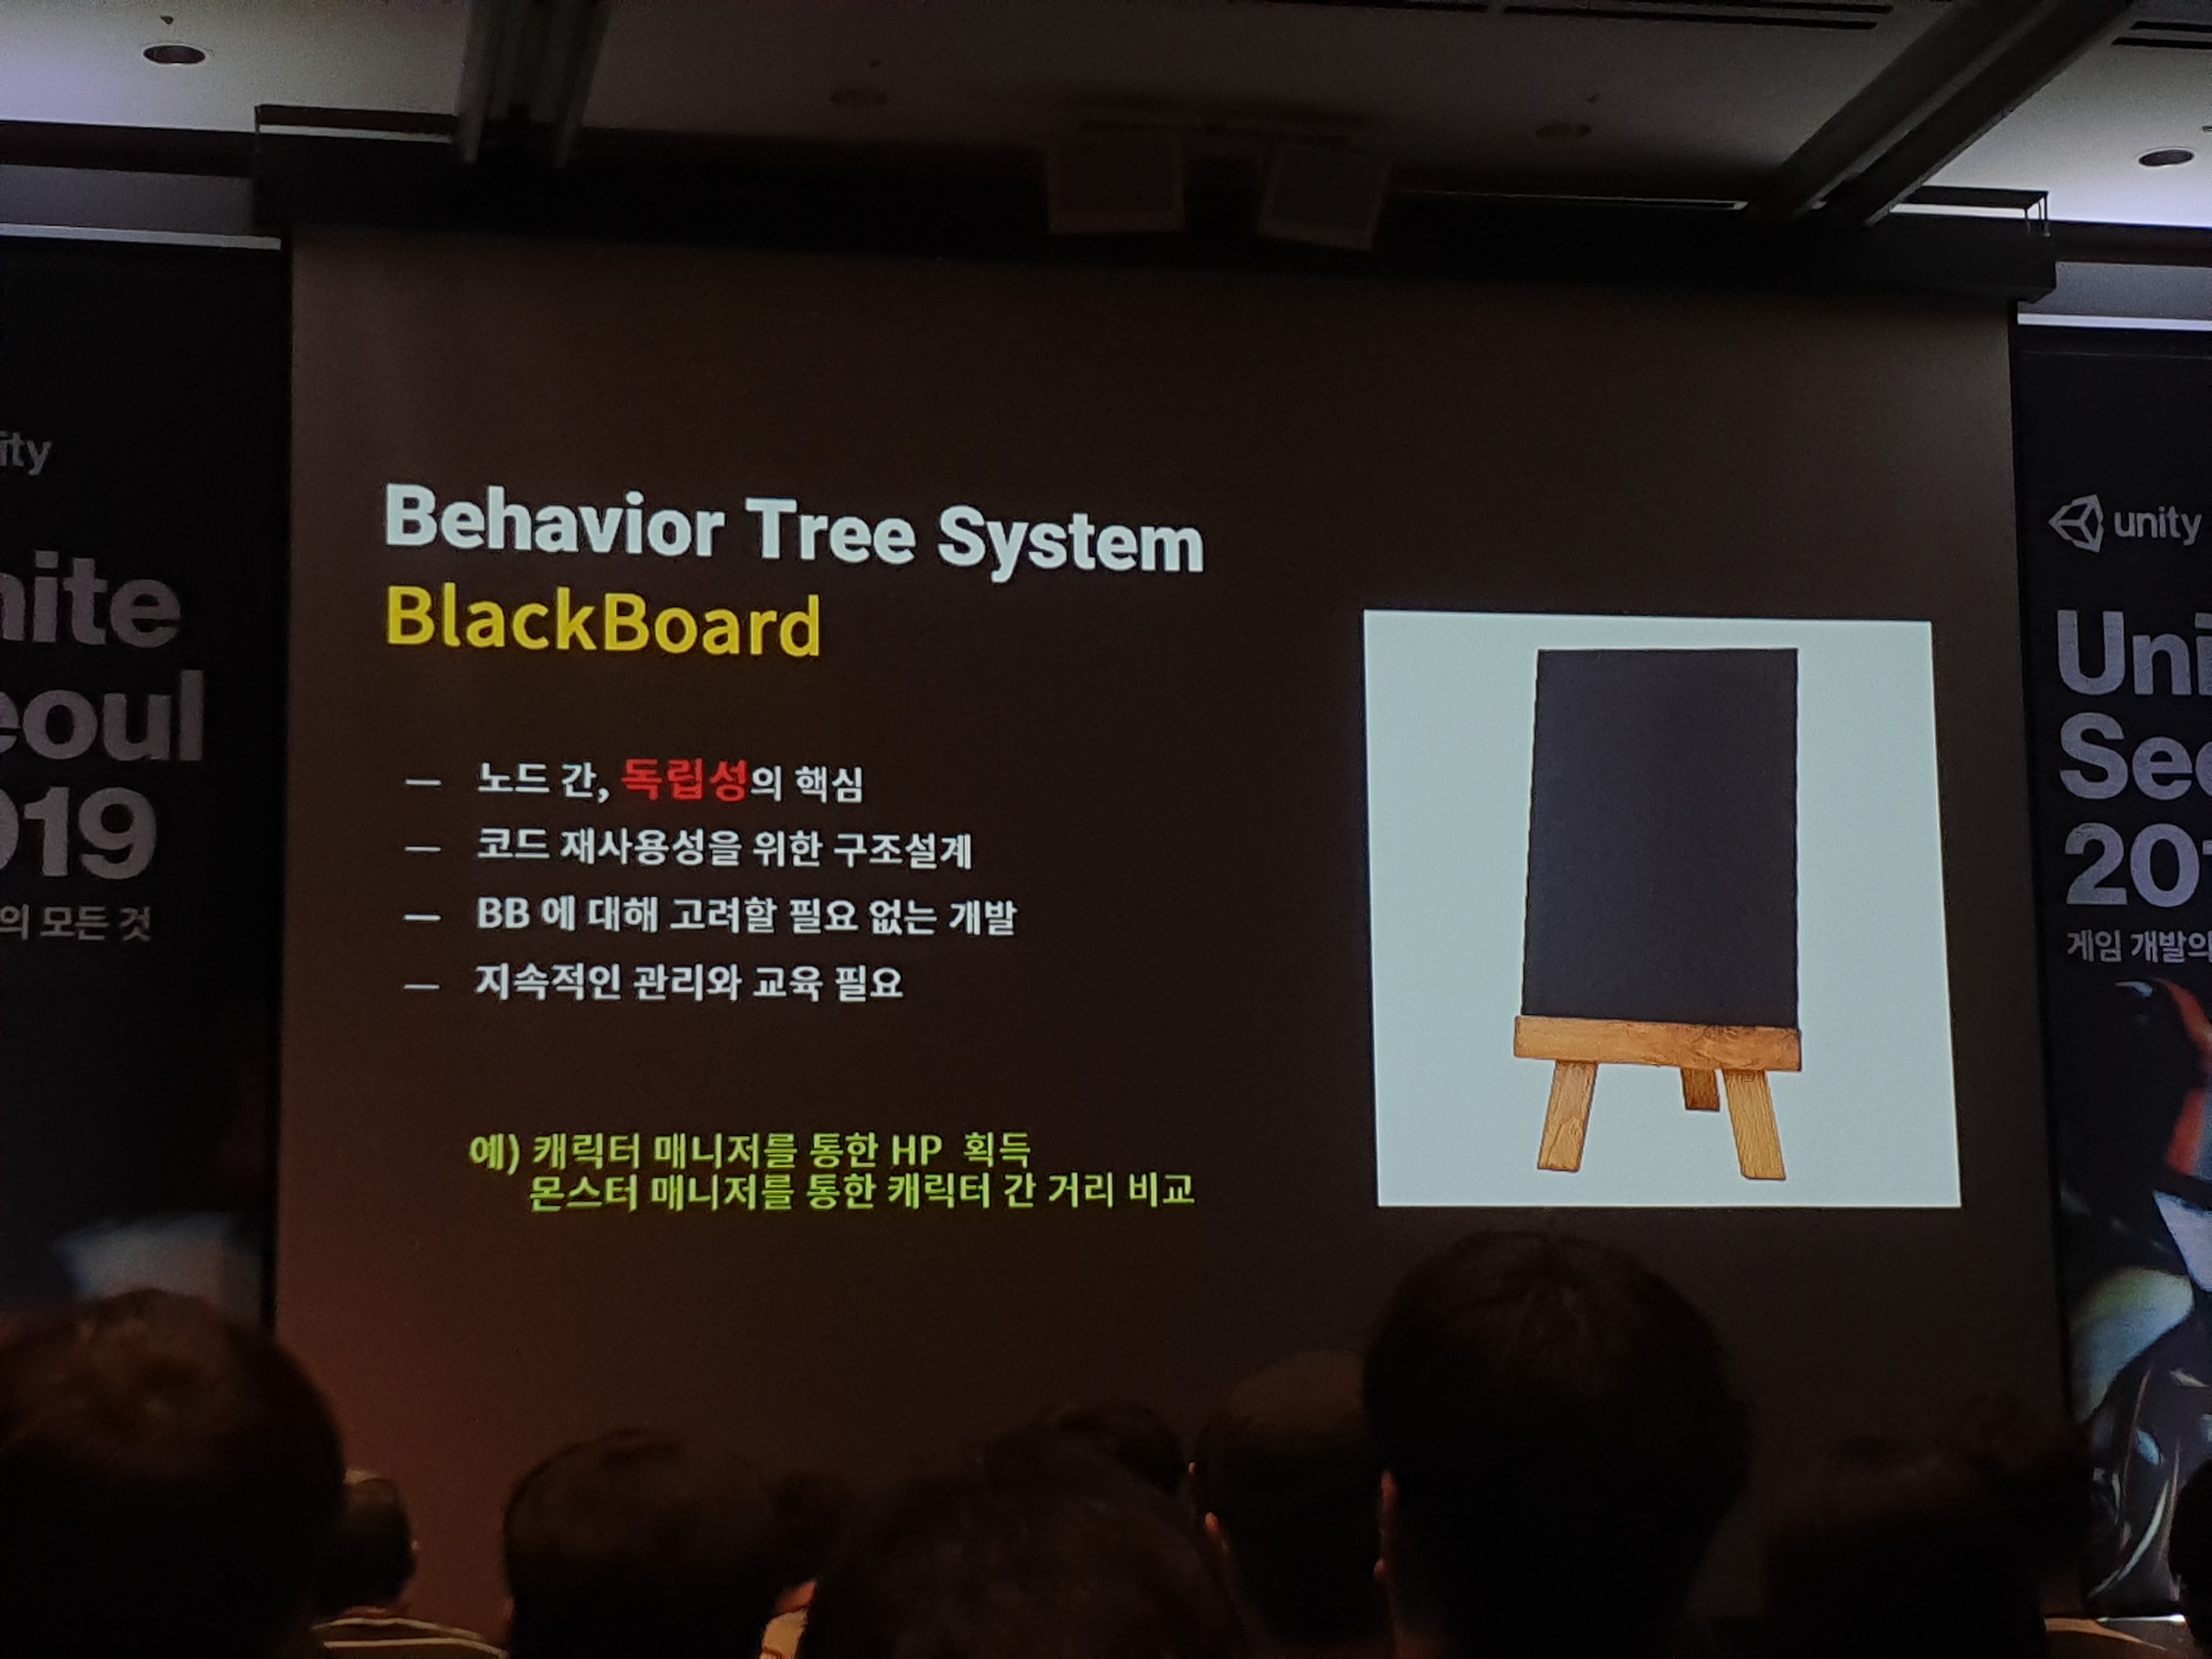 Behavior Tree System
BlackBoard
— 노드 간, 독립성의 핵심
— 코드 재사용성을 위한 구조설계
— BB 에 대해 고려할 필요 없는 개발
— 지속적인 관리와 교육 필요
예) 캐릭터 매니저를 통한 HP 획득
몬스터 매니저를 통한 캐릭터 간 거리 비교
ity
nite
eoul
019
의 모든 것
unity
Uni
Seo
201
게임 개발의